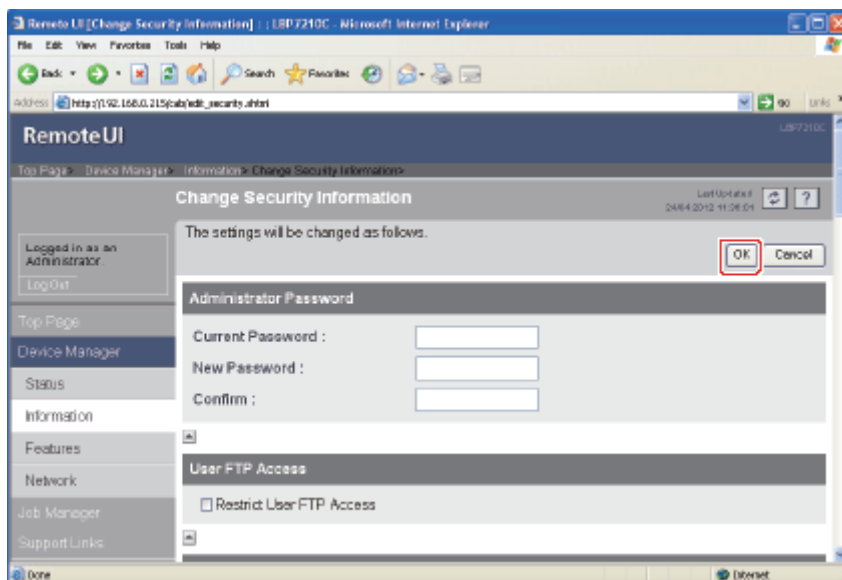 Remote UI [Change Security Information] : : LBP7210C - Microsoft Internet Explorer
File Edit View Favorites Tools Help
Back Search Favorites
Address http://192.168.0.215/cab/edit_security.shtml Go Links
LBP7210C
RemoteUI
Top Page> Device Manager> Information> Change Security Information>
Change Security Information
Last Updated:
24/04/2012 11:36:01
The settings will be changed as follows.
Logged in as an
Administrator.
Log Out
OK Cancel
Administrator Password
Top Page
Current Password :
Device Manager
New Password :
Status
Confirm :
Information
Features
User FTP Access
Network
Restrict User FTP Access
Job Manager
Support Links
Done Internet